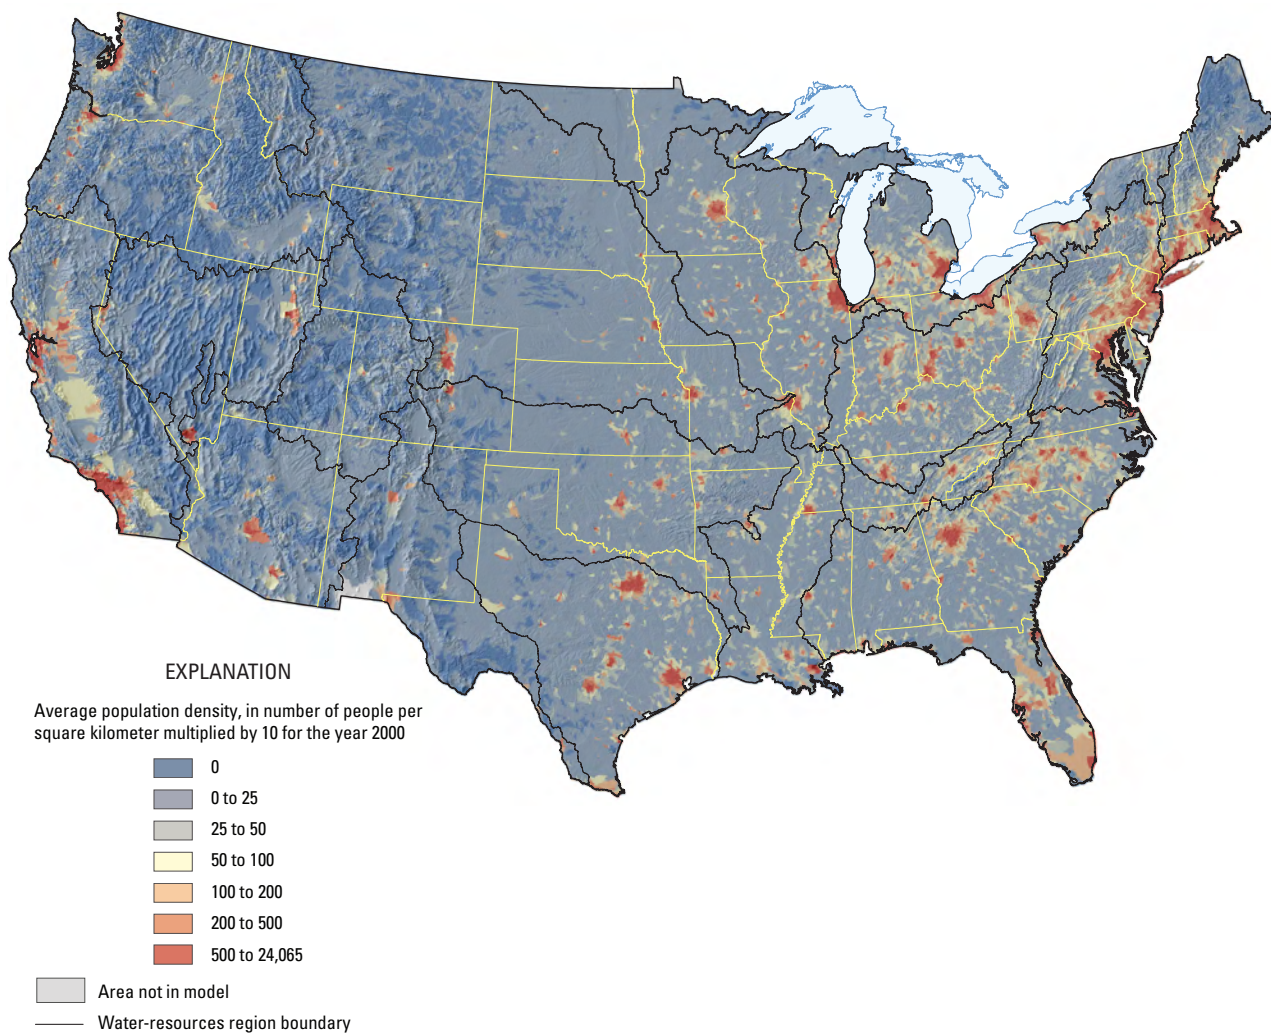 EXPLANATION
Average population density, in number of people per
square kilometer multiplied by 10 for the year 2000
0
0 to 25
25 to 50
50 to 100
100 to 200
200 to 500
500 to 24,065
Area not in model
Water-resources region boundary